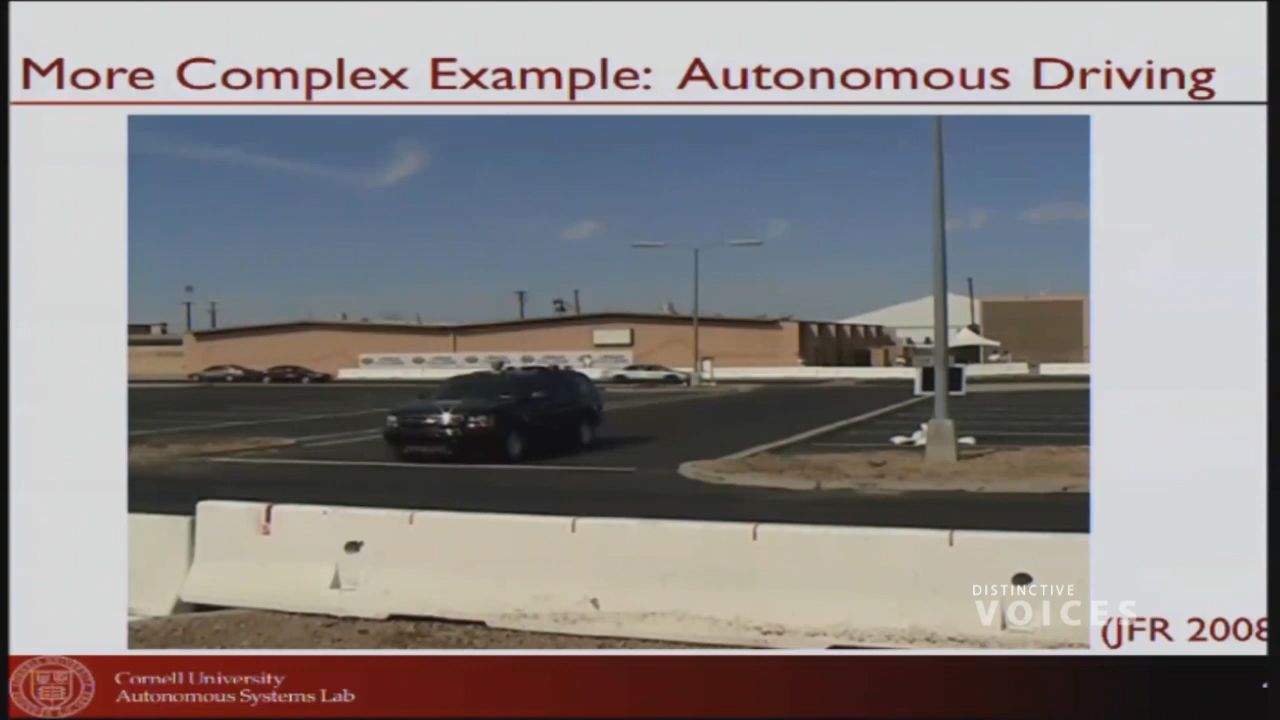 More Complex Example: Autonomous Driving
DISTINCTIVE
VOICES
(JFR 2008
Cornell University
Autonomous Systems Lab